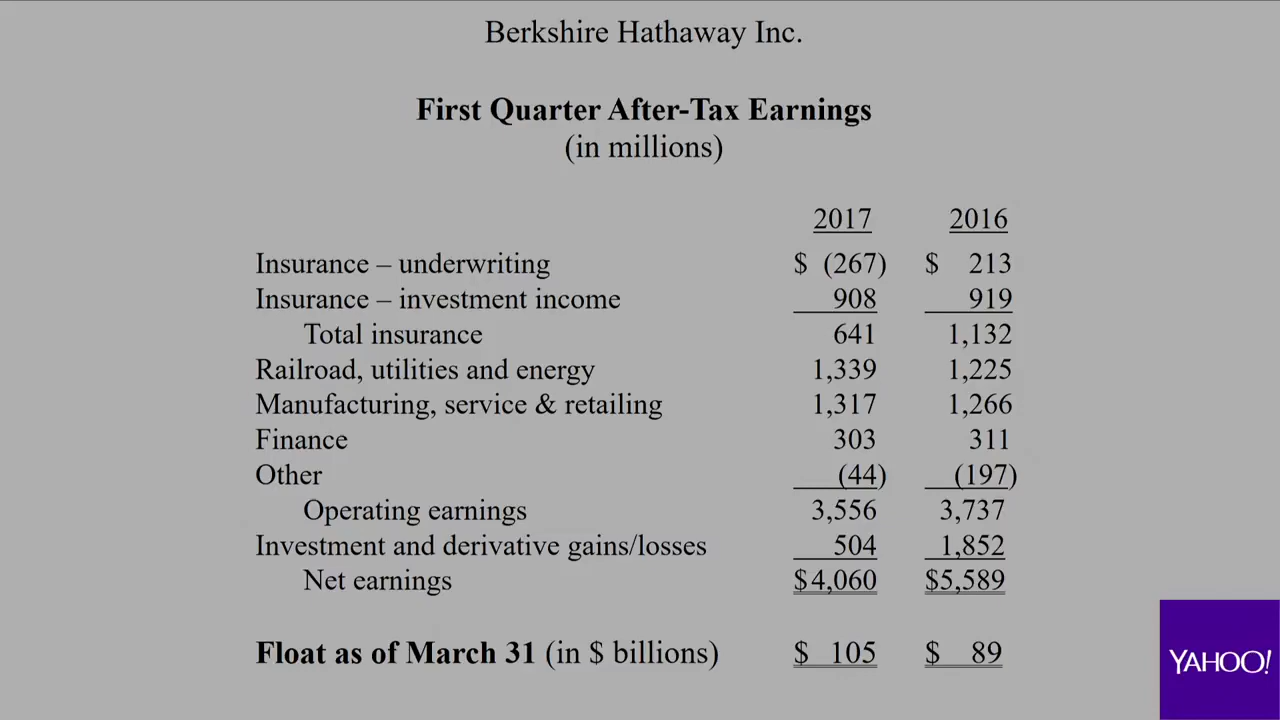 Berkshire Hathaway Inc.
First Quarter After-Tax Earnings
(in millions)
2017 2016
Insurance – underwriting $ (267) $ 213
Insurance – investment income 908 919
Total insurance 641 1,132
Railroad, utilities and energy 1,339 1,225
Manufacturing, service & retailing 1,317 1,266
Finance 303 311
Other (44) (197)
Operating earnings 3,556 3,737
Investment and derivative gains/losses 504 1,852
Net earnings $4,060 $5,589
Float as of March 31 (in $ billions) $ 105 $ 89
YAHOO!